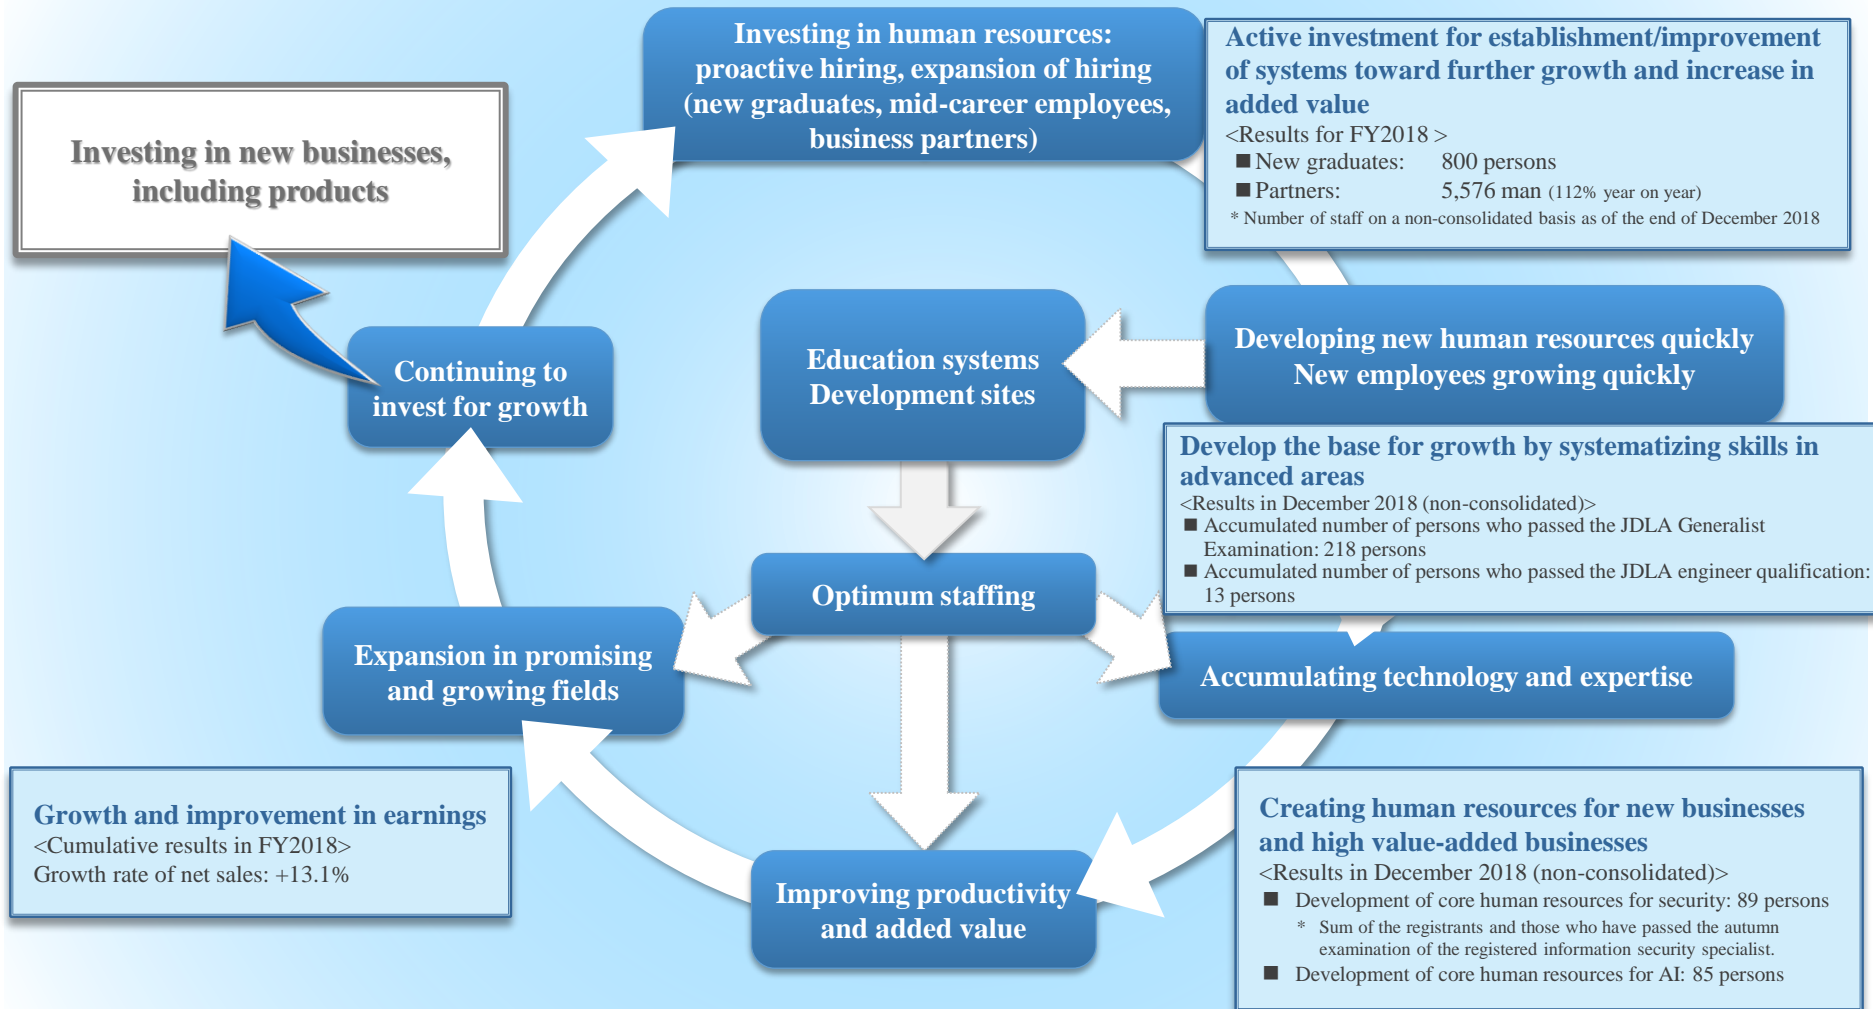 Investing in human resources:
proactive hiring, expansion of hiring
(new graduates, mid-career employees,
business partners)
Active investment for establishment/improvement
of systems toward further growth and increase in
added value
<Results for FY2018 >
■ New graduates: 800 persons
■ Partners: 5,576 man (112% year on year)
* Number of staff on a non-consolidated basis as of the end of December 2018
Investing in new businesses,
including products
Continuing to
invest for growth
Education systems
Development sites
Developing new human resources quickly
New employees growing quickly
Develop the base for growth by systematizing skills in
advanced areas
<Results in December 2018 (non-consolidated)>
■ Accumulated number of persons who passed the JDLA Generalist
Examination: 218 persons
■ Accumulated number of persons who passed the JDLA engineer qualification:
13 persons
Optimum staffing
Expansion in promising
and growing fields
Accumulating technology and expertise
Growth and improvement in earnings
<Cumulative results in FY2018>
Growth rate of net sales: +13.1%
Improving productivity
and added value
Creating human resources for new businesses
and high value-added businesses
<Results in December 2018 (non-consolidated)>
■ Development of core human resources for security: 89 persons
* Sum of the registrants and those who have passed the autumn
examination of the registered information security specialist.
■ Development of core human resources for AI: 85 persons